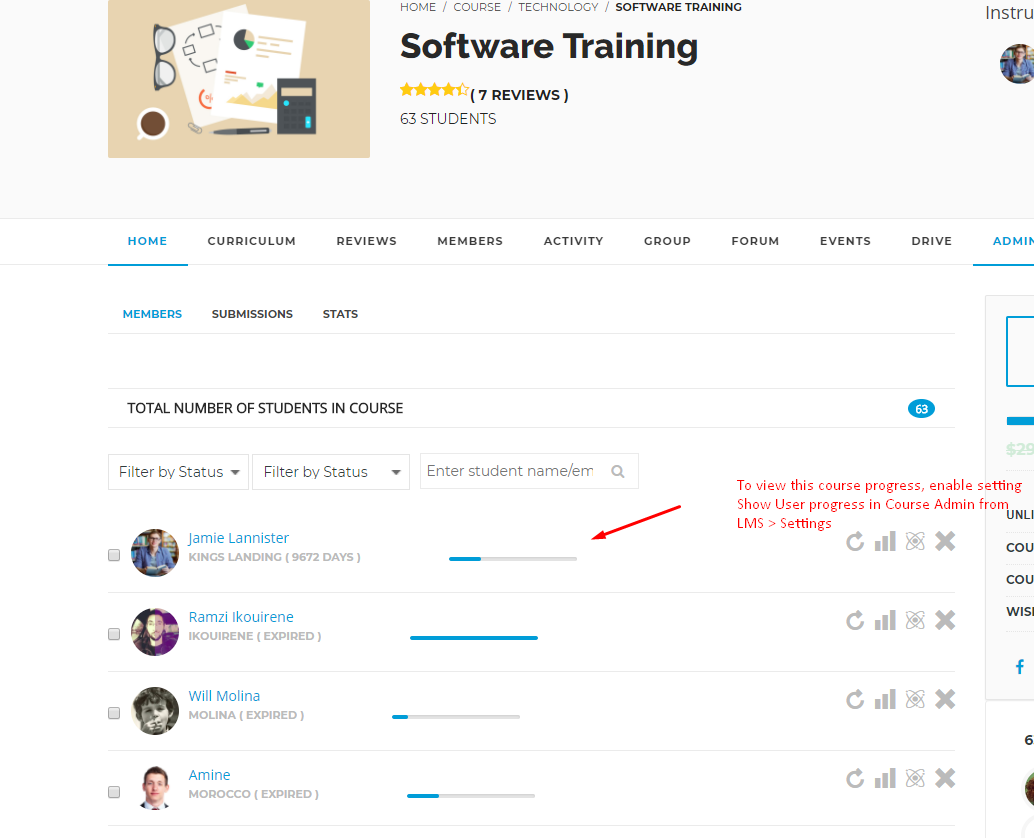 HOME / COURSE / TECHNOLOGY / SOFTWARE TRAINING
Instru
Software Training
( 7 REVIEWS )
63 STUDENTS
HOME CURRICULUM REVIEWS MEMBERS ACTIVITY GROUP FORUM EVENTS DRIVE ADMIN
MEMBERS SUBMISSIONS STATS
TOTAL NUMBER OF STUDENTS IN COURSE 63
Filter by Status Filter by Status Enter student name/em
$29
To view this course progress, enable setting
Show User progress in Course Admin from
LMS > Settings
UNLI
COU
COU
WISH
Jamie Lannister
KINGS LANDING ( 9672 DAYS )
Ramzi Ikouirene
IKOUIRENE ( EXPIRED )
Will Molina
MOLINA ( EXPIRED )
Amine
MOROCCO ( EXPIRED )
6